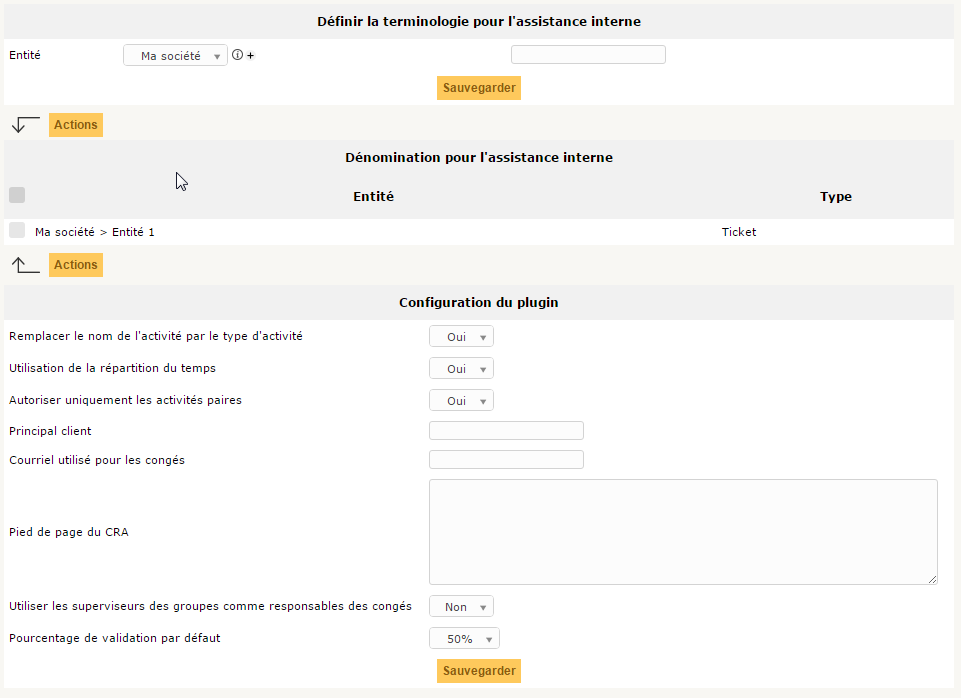 Définir la terminologie pour l'assistance interne
Entité Ma société
Sauvegarder
Actions
Dénomination pour l'assistance interne
Entité Type
Ma société > Entité 1 Ticket
Actions
Configuration du plugin
Remplacer le nom de l'activité par le type d'activité Oui
Utilisation de la répartition du temps Oui
Autoriser uniquement les activités paires Oui
Principal client
Courriel utilisé pour les congés
Pied de page du CRA
Utiliser les superviseurs des groupes comme responsables des congés Non
Pourcentage de validation par défaut 50%
Sauvegarder